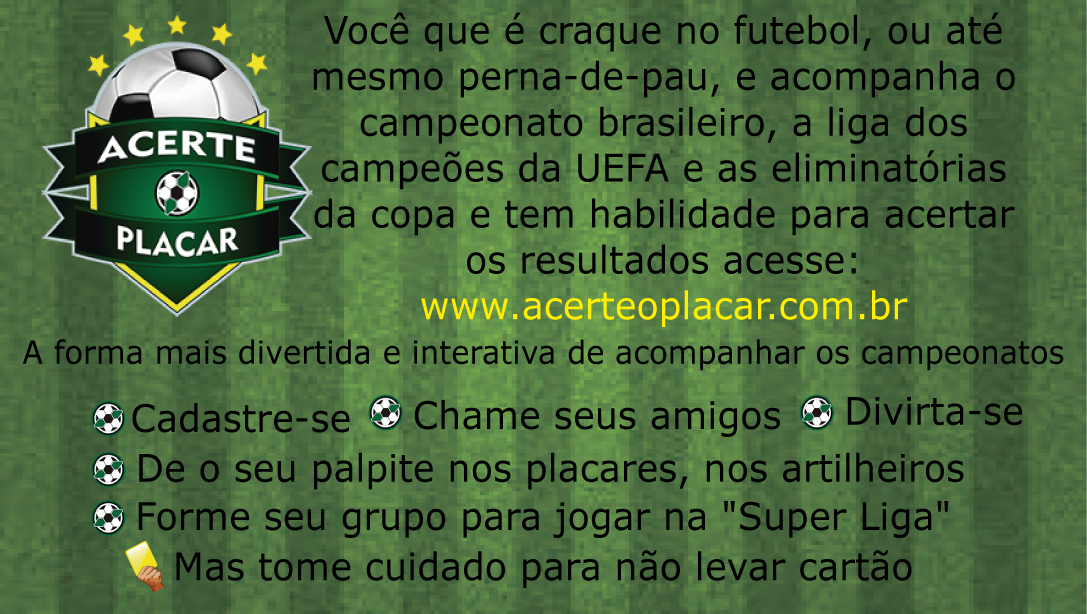 ACERTE
PLACAR
Você que é craque no futebol, ou até
mesmo perna-de-pau, e acompanha o
campeonato brasileiro, a liga dos
campeões da UEFA e as eliminatórias
da copa e tem habilidade para acertar
os resultados acesse:
www.acerteoplacar.com.br
A forma mais divertida e interativa de acompanhar os campeonatos
Cadastre-se Chame seus amigos Divirta-se
De o seu palpite nos placares, nos artilheiros
Forme seu grupo para jogar na "Super Liga"
Mas tome cuidado para não levar cartão